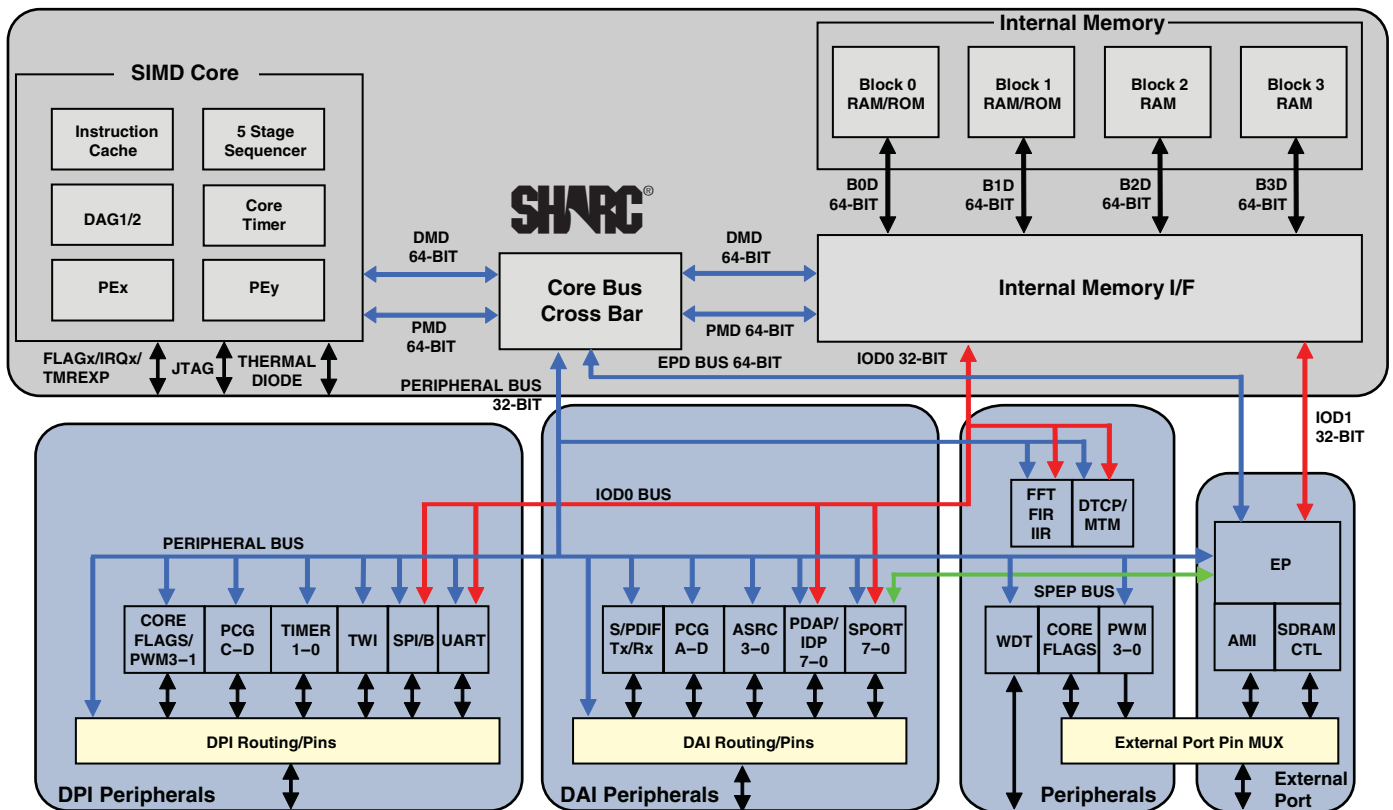 Internal Memory
SIMD Core
Block 0
RAM/ROM
Block 1
RAM/ROM
Block 2
RAM
Block 3
RAM
Instruction
Cache
5 Stage
Sequencer
DAG1/2
Core
Timer
PEx
PEy
B0D
64-BIT
B1D
64-BIT
B2D
64-BIT
B3D
64-BIT
SHARC®
DMD
64-BIT
DMD
64-BIT
Core Bus
Cross Bar
Internal Memory I/F
PMD
64-BIT
PMD 64-BIT
FLAGx/IRQx/
TMREXP
JTAG
THERMAL
DIODE
EPD BUS 64-BIT
IOD0 32-BIT
PERIPHERAL BUS
32-BIT
IOD1
32-BIT
IOD0 BUS
FFT
FIR
IIR
DTCP/
MTM
PERIPHERAL BUS
EP
SPEP BUS
CORE
FLAGS/
PWM3–1
PCG
C–D
TIMER
1–0
TWI
SPI/B
UART
S/PDIF
Tx/Rx
PCG
A–D
ASRC
3–0
PDAP/
IDP
7–0
SPORT
7–0
WDT
CORE
FLAGS
PWM
3–0
AMI
SDRAM
CTL
DPI Routing/Pins
DAI Routing/Pins
External Port Pin MUX
DPI Peripherals
DAI Peripherals
Peripherals
External
Port